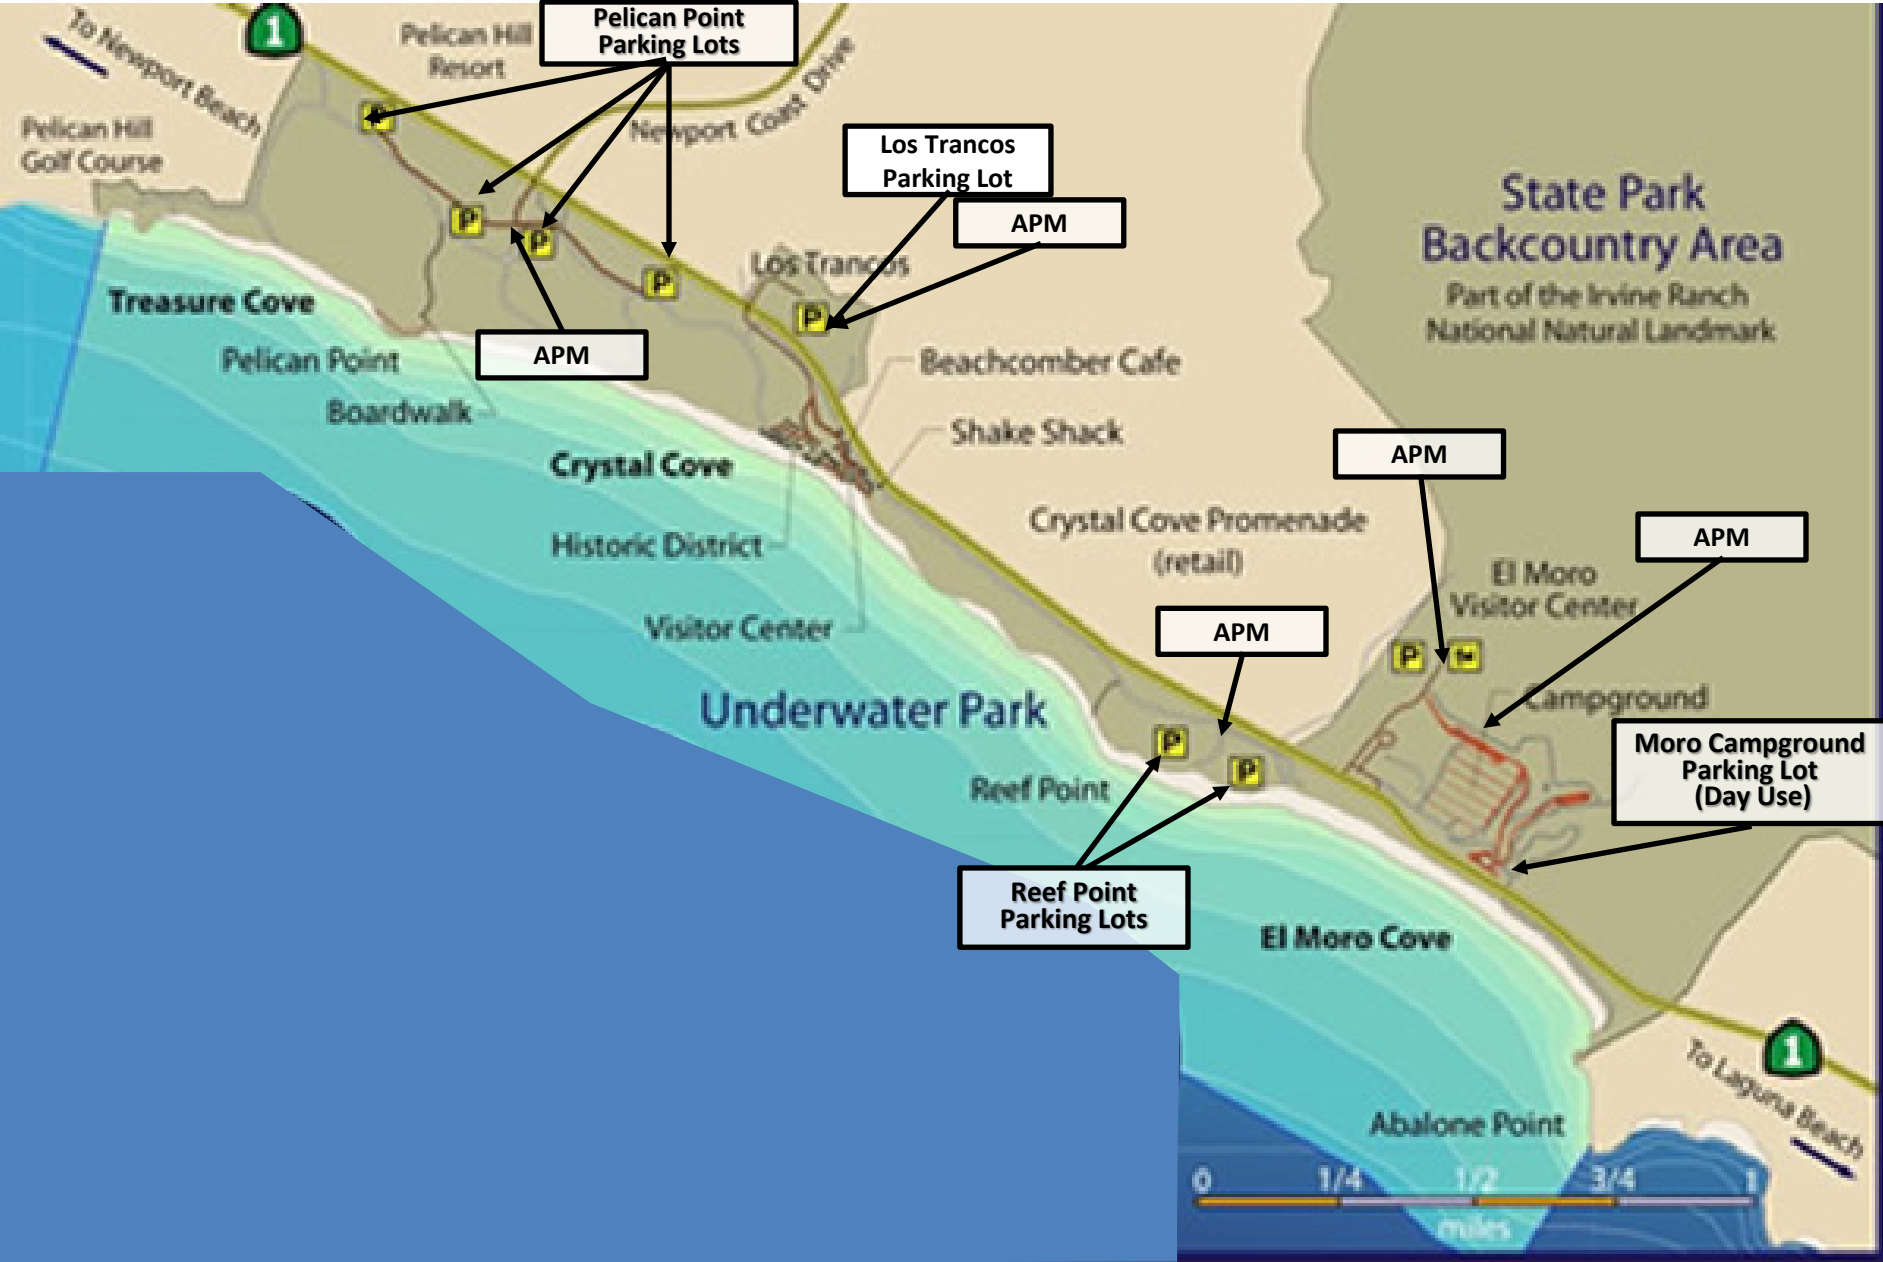 1
To Newport Beach
Pelican Hill
Resort
Pelican Point
Parking Lots
Newport Coast Drive
Pelican Hill
Golf Course
P
P
P
P
Los Trancos
Parking Lot
APM
Los Trancos
P
Treasure Cove
Pelican Point
APM
Boardwalk
Beachcomber Cafe
Shake Shack
Crystal Cove
Historic District
Visitor Center
State Park
Backcountry Area
Part of the Irvine Ranch
National Natural Landmark
Crystal Cove Promenade
(retail)
APM
APM
El Moro
Visitor Center
P
APM
Campground
Underwater Park
P
P
Reef Point
Moro Campground
Parking Lot
(Day Use)
Reef Point
Parking Lots
El Moro Cove
1
To Laguna Beach
Abalone Point
0 1/4 1/2 3/4 1
miles